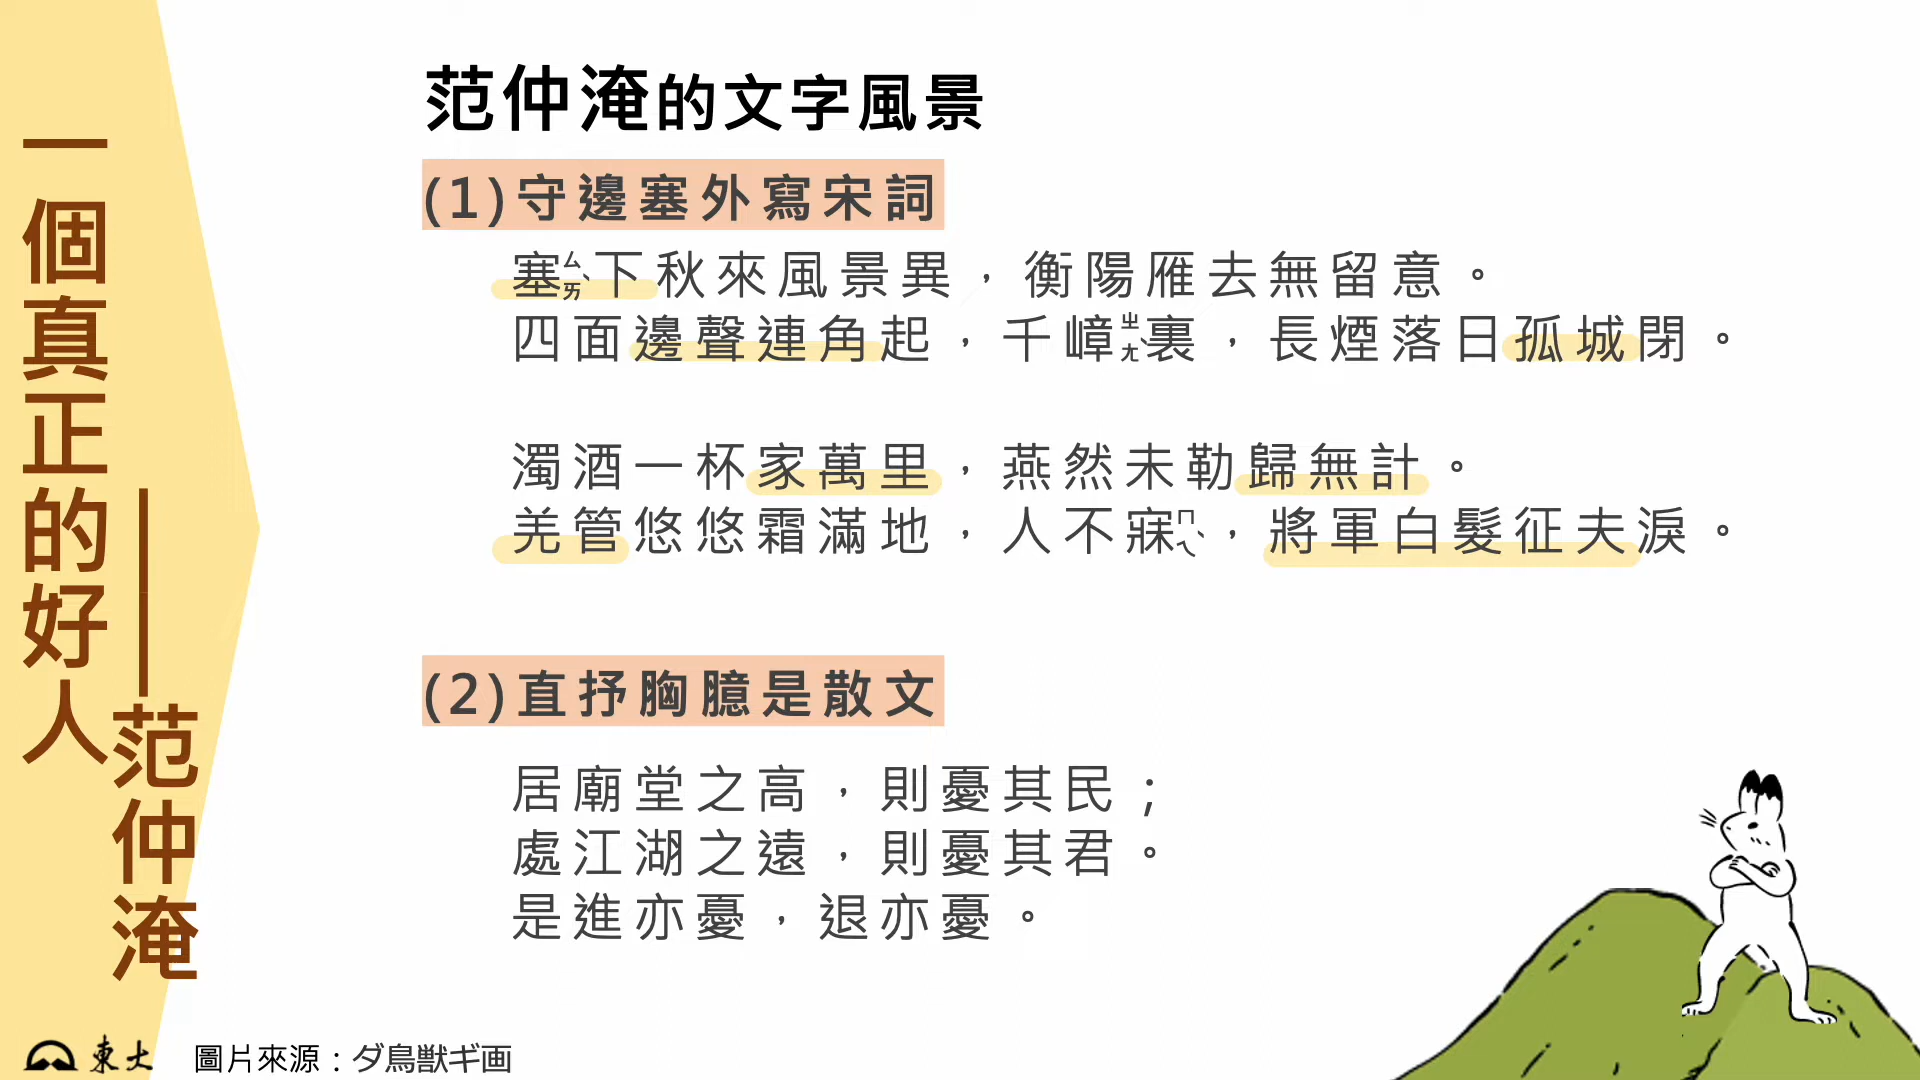 一個真正的好人
——范仲淹
范仲淹的文字風景
(1)守邊塞外寫宋詞
塞ㄙㄞˋ下秋來風景異，衡陽雁去無留意。
四面邊聲連角起，千嶂ㄓㄤˋ裏，長煙落日孤城閉。
濁酒一杯家萬里，燕然未勒歸無計。
羌管悠悠霜滿地，人不寐ㄇㄟˋ，將軍白髮征夫淚。
(2)直抒胸臆是散文
居廟堂之高，則憂其民；
處江湖之遠，則憂其君。
是進亦憂，退亦憂。
東大
圖片來源：ダ鳥獣ギ画